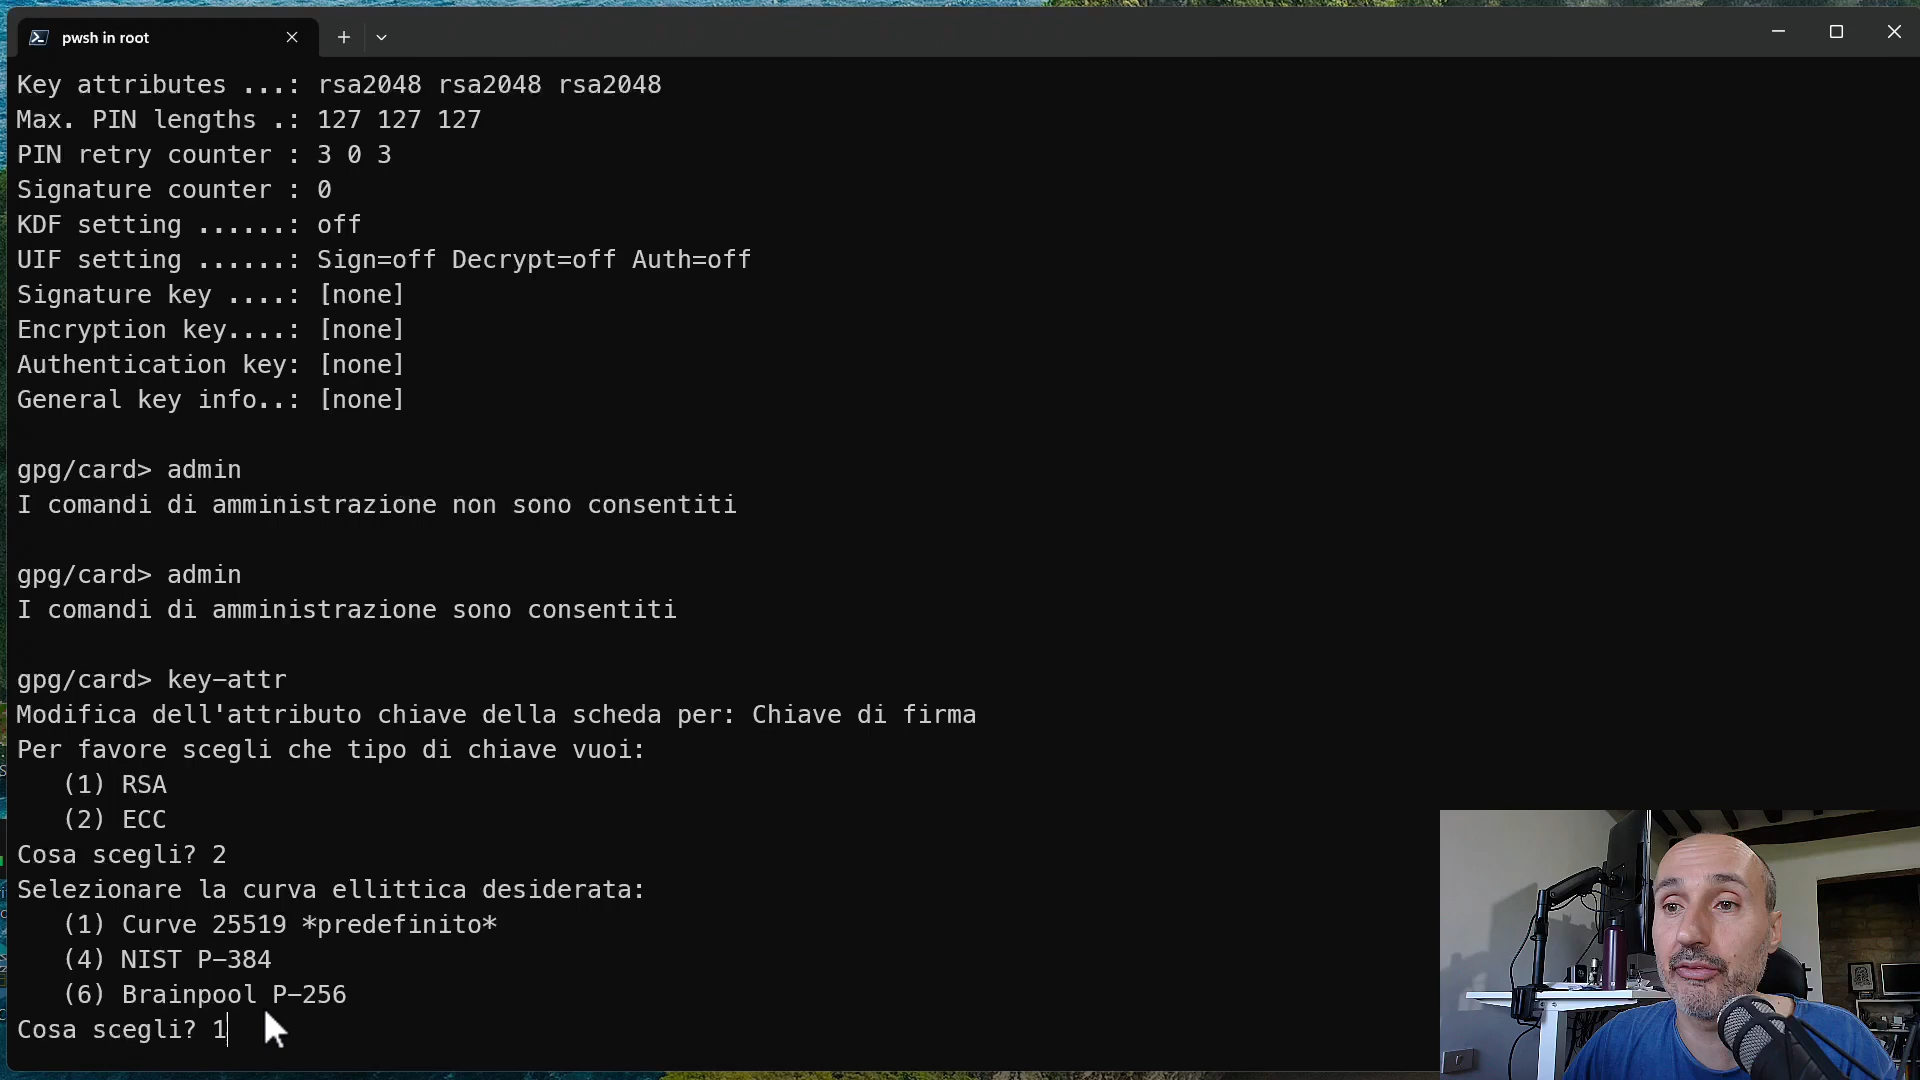 pwsh in root
Key attributes ...: rsa2048 rsa2048 rsa2048
Max. PIN lengths .: 127 127 127
PIN retry counter : 3 0 3
Signature counter : 0
KDF setting ......: off
UIF setting ......: Sign=off Decrypt=off Auth=off
Signature key ....: [none]
Encryption key....: [none]
Authentication key: [none]
General key info..: [none]
gpg/card> admin
I comandi di amministrazione non sono consentiti
gpg/card> admin
I comandi di amministrazione sono consentiti
gpg/card> key-attr
Modifica dell'attributo chiave della scheda per: Chiave di firma
Per favore scegli che tipo di chiave vuoi:
(1) RSA
(2) ECC
Cosa scegli? 2
Selezionare la curva ellittica desiderata:
(1) Curve 25519 *predefinito*
(4) NIST P-384
(6) Brainpool P-256
Cosa scegli? 1